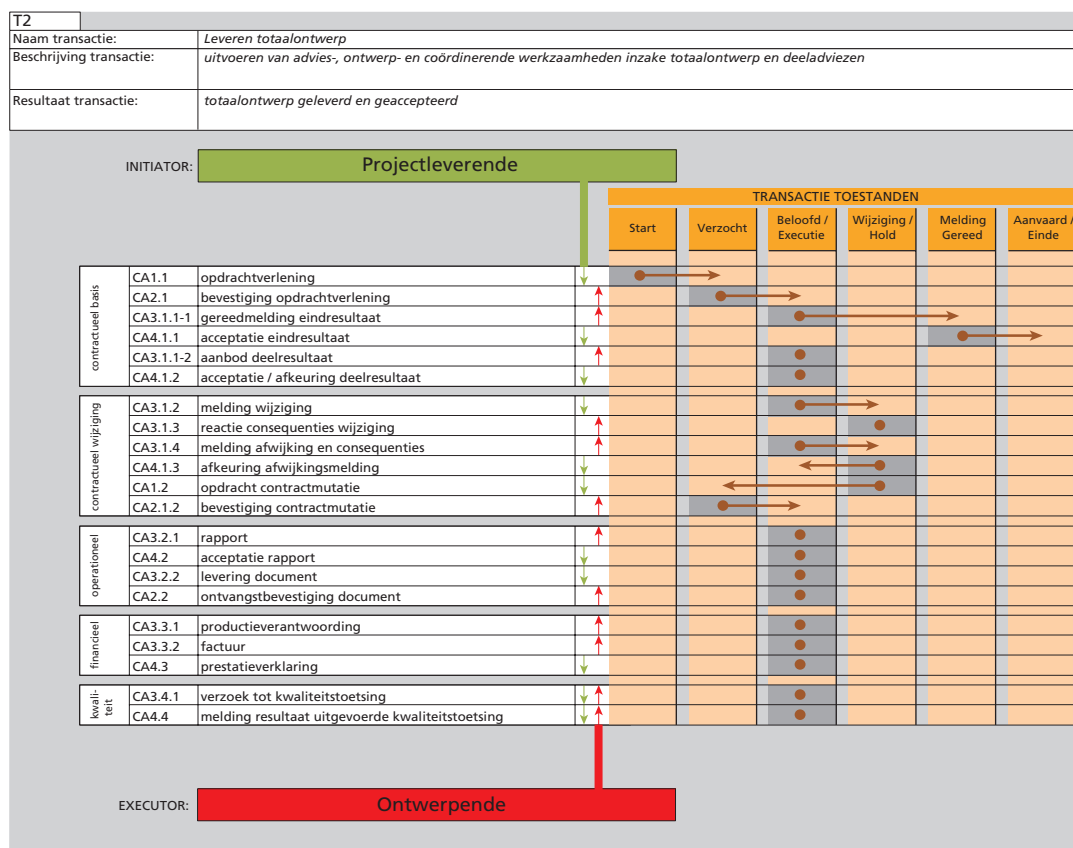 T2
Naam transactie: Leveren totaalontwerp
Beschrijving transactie: uitvoeren van advies-, ontwerp- en coördinerende werkzaamheden inzake totaalontwerp en deeladviezen
Resultaat transactie: totaalontwerp geleverd en geaccepteerd
INITIATOR: Projectleverende
TRANSACTIE TOESTANDEN
Start Verzocht Beloofd / Executie Wijziging / Hold Melding Gereed Aanvaard / Einde
contractueel basis
CA1.1 opdrachtverlening
CA2.1 bevestiging opdrachtverlening
CA3.1.1-1 gereedmelding eindresultaat
CA4.1.1 acceptatie eindresultaat
CA3.1.1-2 aanbod deelresultaat
CA4.1.2 acceptatie / afkeuring deelresultaat
contractueel wijziging
CA3.1.2 melding wijziging
CA3.1.3 reactie consequenties wijziging
CA3.1.4 melding afwijking en consequenties
CA4.1.3 afkeuring afwijkingsmelding
CA1.2 opdracht contractmutatie
CA2.1.2 bevestiging contractmutatie
operationeel
CA3.2.1 rapport
CA4.2 acceptatie rapport
CA3.2.2 levering document
CA2.2 ontvangstbevestiging document
financieel
CA3.3.1 productieverantwoording
CA3.3.2 factuur
CA4.3 prestatieverklaring
kwali-
teit
CA3.4.1 verzoek tot kwaliteitstoetsing
CA4.4 melding resultaat uitgevoerde kwaliteitstoetsing
EXECUTOR: Ontwerpende